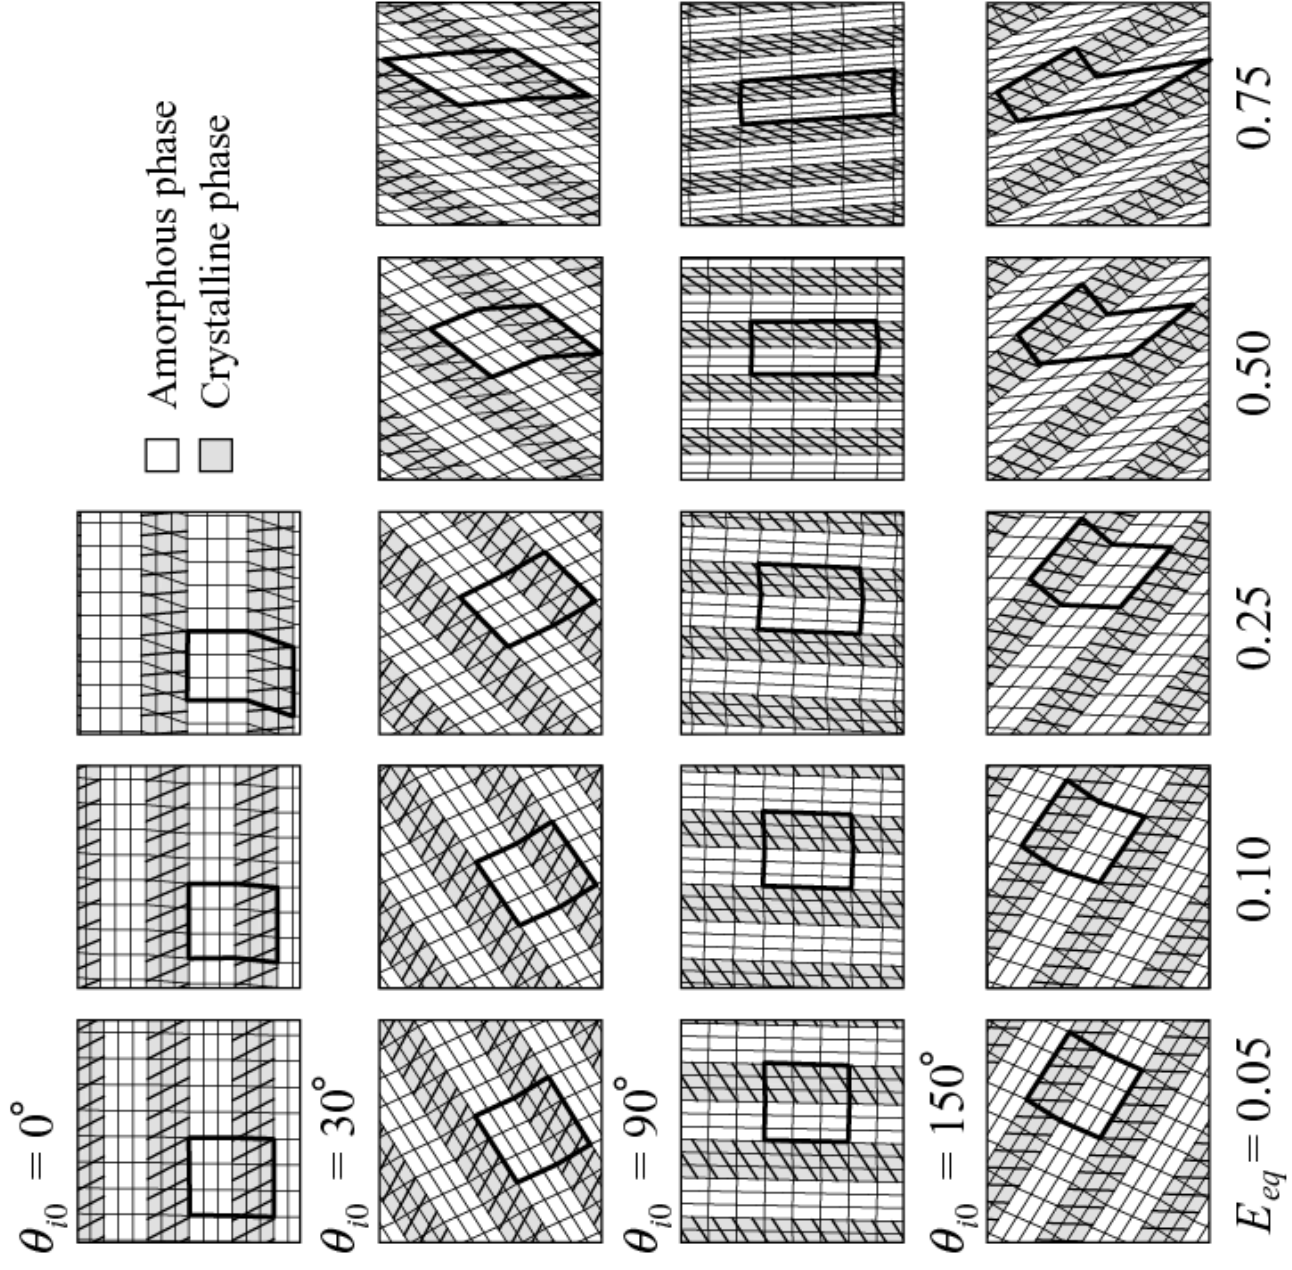 Amorphous phase
Crystalline phase
θi0 = 0°
θi0 = 30°
θi0 = 90°
θi0 = 150°
Eeq = 0.05 0.10 0.25 0.50 0.75